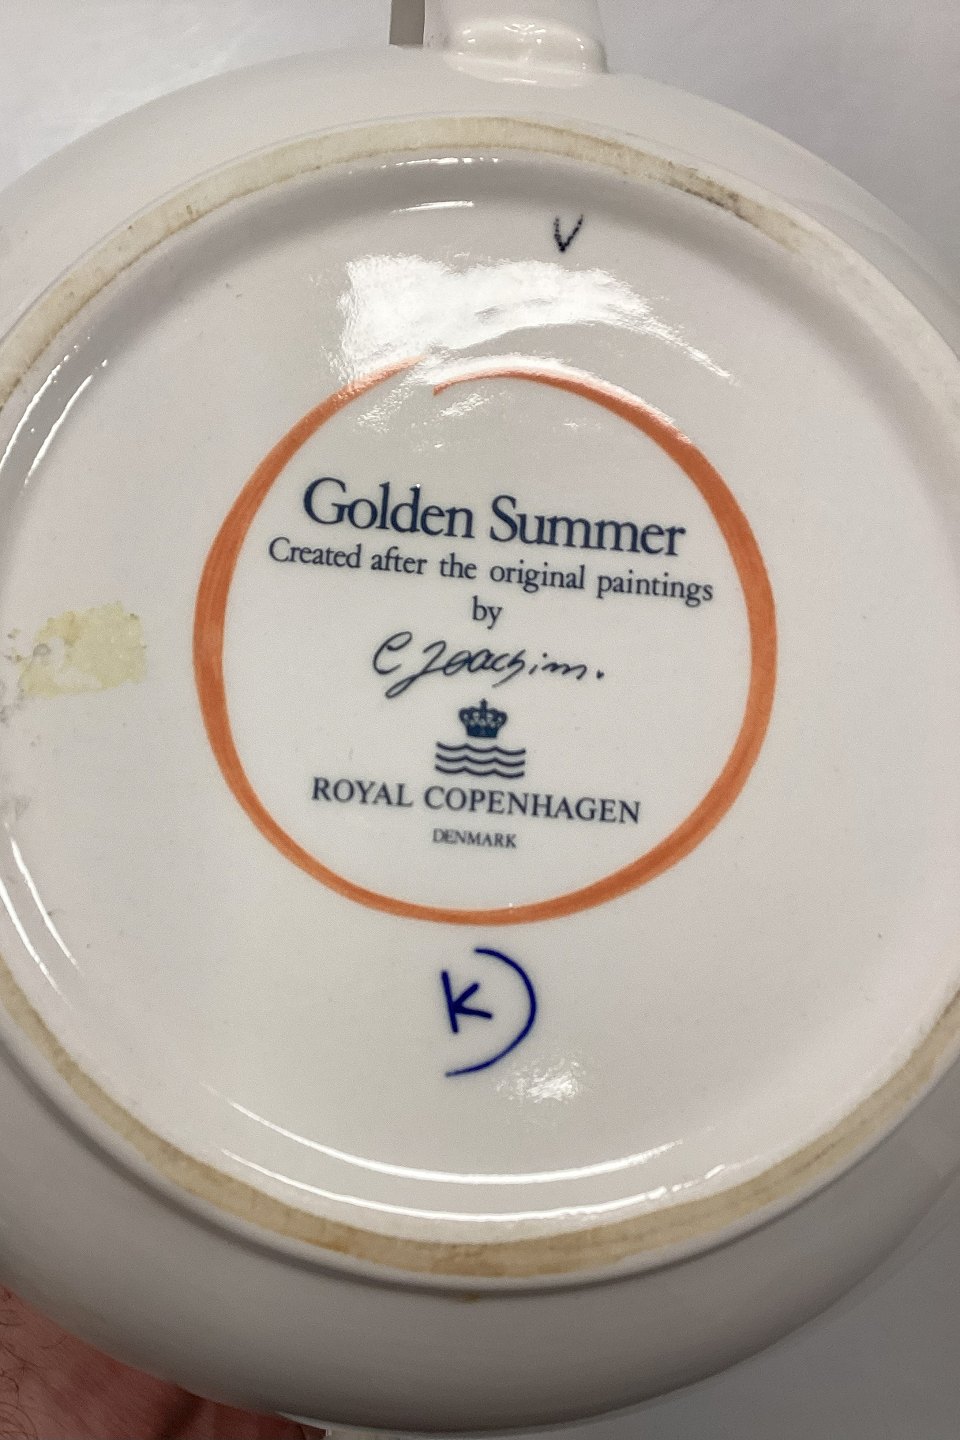 V
Golden Summer
Created after the original paintings
by
C Joachim.
ROYAL COPENHAGEN
DENMARK
K